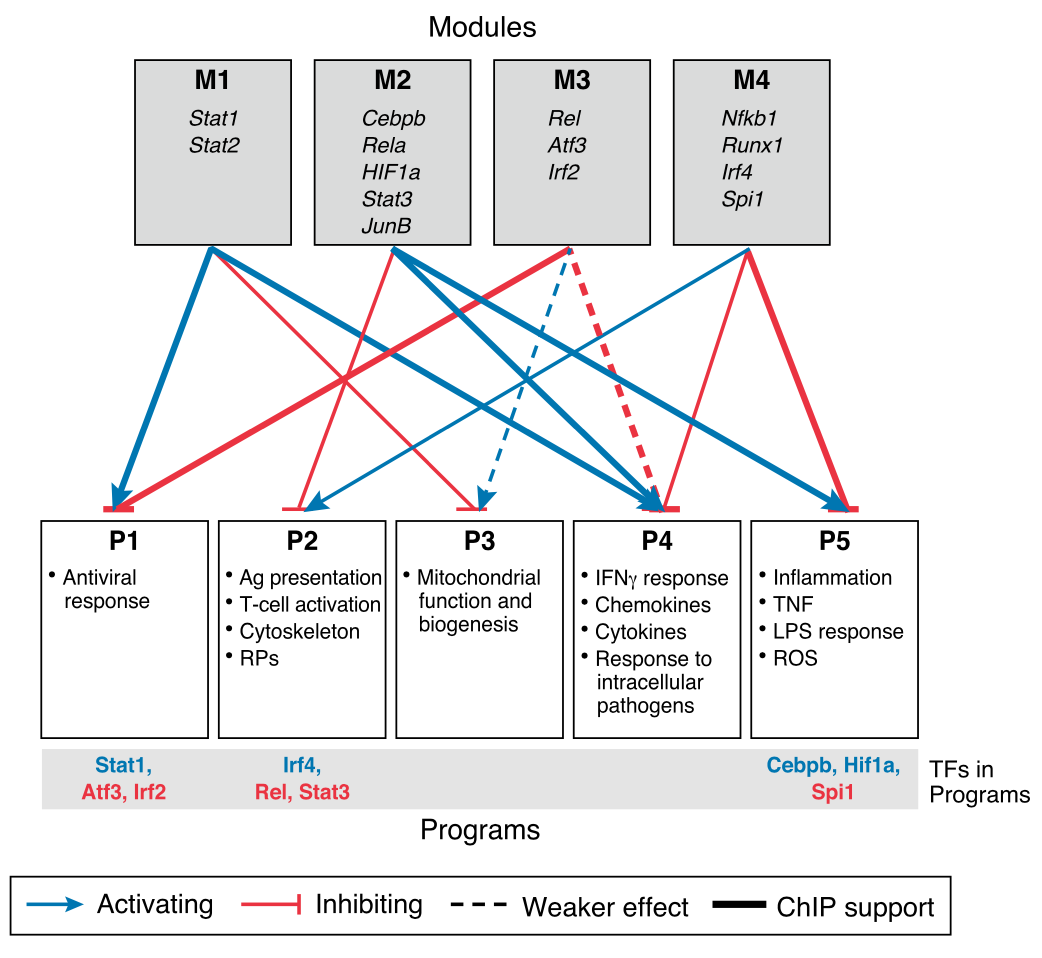 Modules
M1
Stat1
Stat2
M2
Cebpb
Rela
HIF1a
Stat3
JunB
M3
Rel
Atf3
Irf2
M4
Nfkb1
Runx1
Irf4
Spi1
P1
• Antiviral
response
P2
• Ag presentation
• T-cell activation
• Cytoskeleton
• RPs
P3
• Mitochondrial
function and
biogenesis
P4
• IFNγ response
• Chemokines
• Cytokines
• Response to
intracellular
pathogens
P5
• Inflammation
• TNF
• LPS response
• ROS
Stat1,
Atf3, Irf2
Irf4,
Rel, Stat3
Cebpb, Hif1a,
Spi1
TFs in
Programs
Programs
Activating
Inhibiting
Weaker effect
ChIP support